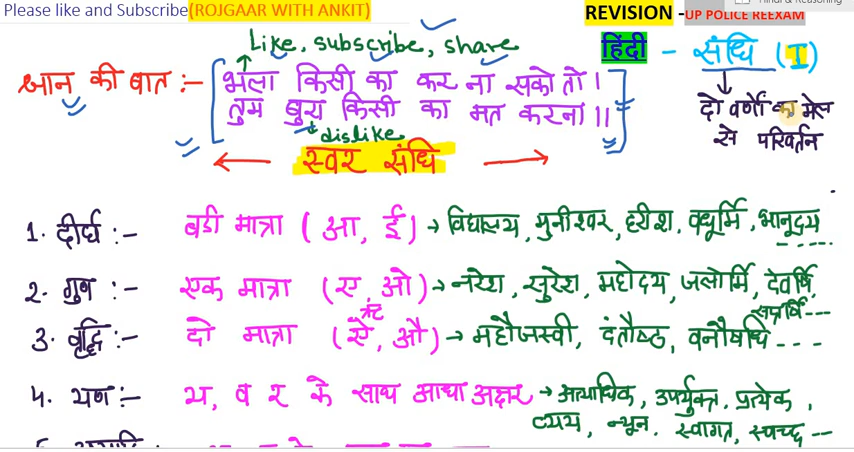 Please like and Subscribe(ROJGAAR WITH ANKIT)
REVISION -UP POLICE REEXAM
Like, subscribe, share
हिंदी - संधि (I)
ज्ञान की बात :- भला किसी का कर ना सको तो।
तुम बुरा किसी का मत करना।।
dislike
दो वर्णों का मेल
से परिवर्तन
स्वर संधि
1. दीर्घ :- बडी मात्रा (आ, ई) → विद्यालय, मुनीश्वर, हरीश, वधूर्मि, भानूदय
2. गुण :- एक मात्रा (ए, ओ) → नरेश, सुरेश, महोदय, जलोर्मि, देवर्षि,
सप्तर्षि ---
3. वृद्धि :- दो मात्रा (ऐ, औ) → महौजस्वी, दंतौष्ठ, वनौषधि - - -
4. यण :- य, व र के साथ आधा अक्षर → अत्यधिक, उपर्युक्त, प्रत्येक,
व्यय, न्यून, स्वागत, स्वच्छ --